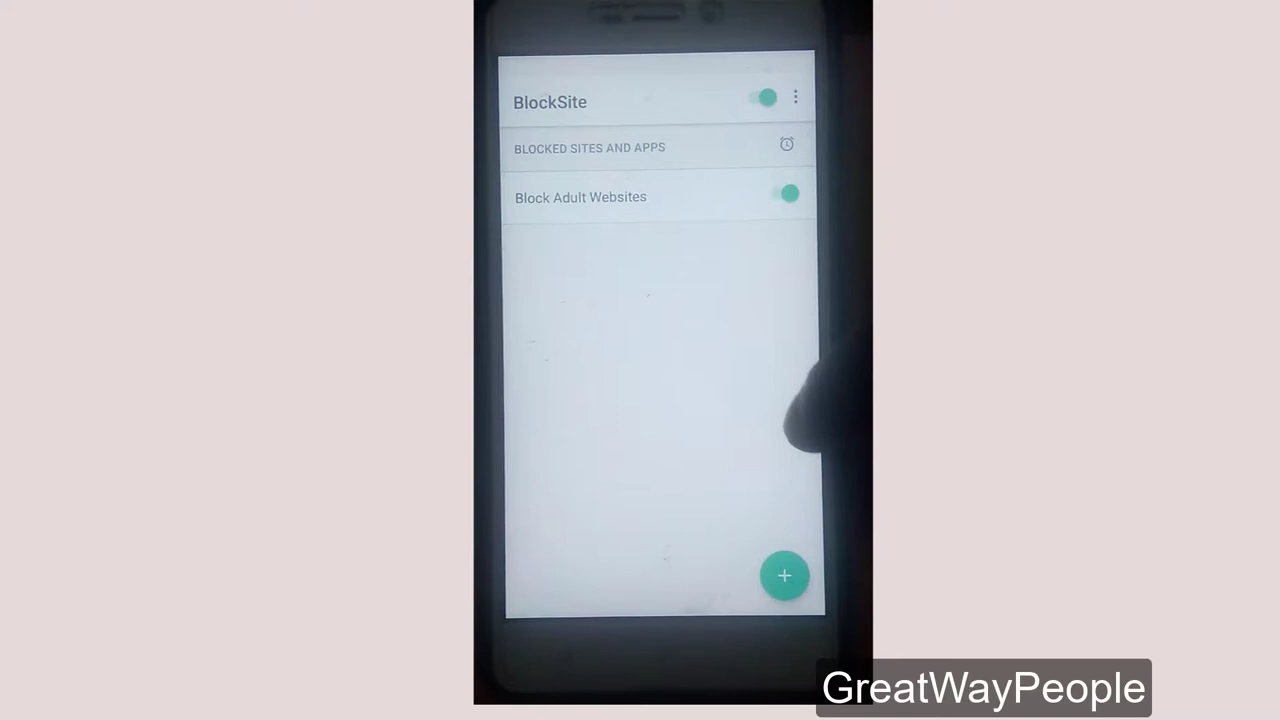 BlockSite
BLOCKED SITES AND APPS
Block Adult Websites
+
GreatWayPeople